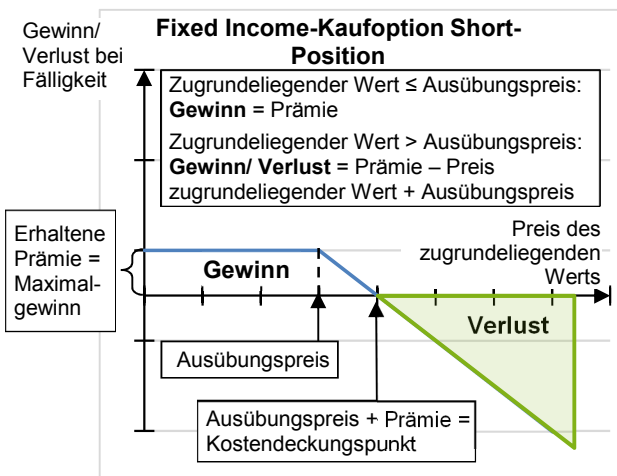 Gewinn/
Verlust bei
Fälligkeit
Fixed Income-Kaufoption Short-
Position
Zugrundeliegender Wert ≤ Ausübungspreis:
Gewinn = Prämie
Zugrundeliegender Wert > Ausübungspreis:
Gewinn/ Verlust = Prämie – Preis
zugrundeliegender Wert + Ausübungspreis
Erhaltene
Prämie =
Maximal-
gewinn
Gewinn
Preis des
zugrundeliegenden
Werts
Verlust
Ausübungspreis
Ausübungspreis + Prämie =
Kostendeckungspunkt